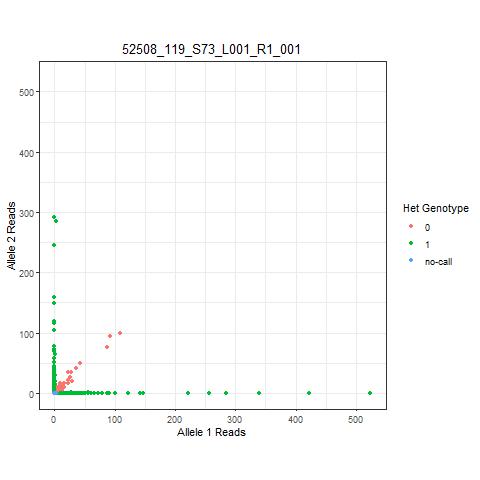 52508_119_S73_L001_R1_001
Allele 2 Reads
500
400
300
200
100
0
0 100 200 300 400 500
Allele 1 Reads
Het Genotype
0
1
no-call